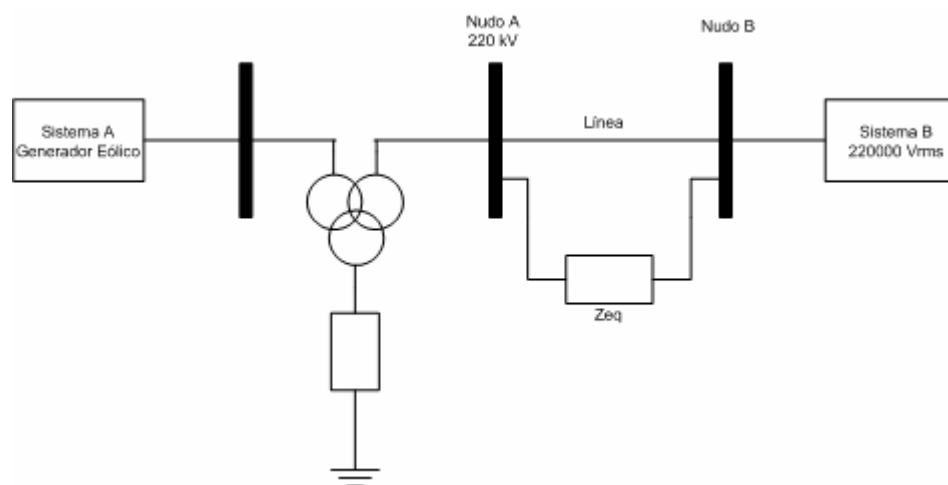 Nudo A
220 kV
Nudo B
Sistema A
Generador Eólico
Línea
Sistema B
220000 Vrms
Zeq